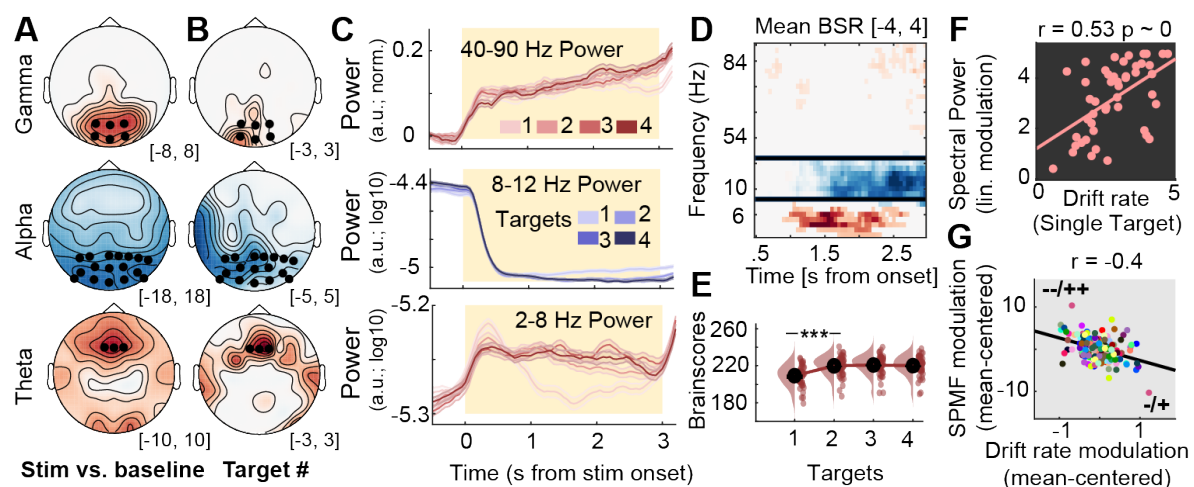 A
Gamma
[-8, 8]
Alpha
[-18, 18]
Theta
[-10, 10]
Stim vs. baseline
B
[-3, 3]
[-5, 5]
[-3, 3]
Target #
C
40-90 Hz Power
Power
(a.u.; norm.)
0.2
0
1 2 3 4
8-12 Hz Power
Targets
1 2
3 4
Power
(a.u.; log10)
-4.4
-5
2-8 Hz Power
Power
(a.u.; log10)
-5.2
-5.3
0 1 2 3
Time (s from stim onset)
D
Mean BSR [-4, 4]
Frequency (Hz)
84
54
10
6
.5 1.5 2.5
Time [s from onset]
E
Brainscores
260
220
180
***
1 2 3 4
Targets
F
r = 0.53 p ~ 0
Spectral Power
(lin. modulation)
4
2
0
0 5
Drift rate
(Single Target)
G
r = -0.4
SPMF modulation
(mean-centered)
10
-10
--/++
-/+
-1 1
Drift rate modulation
(mean-centered)